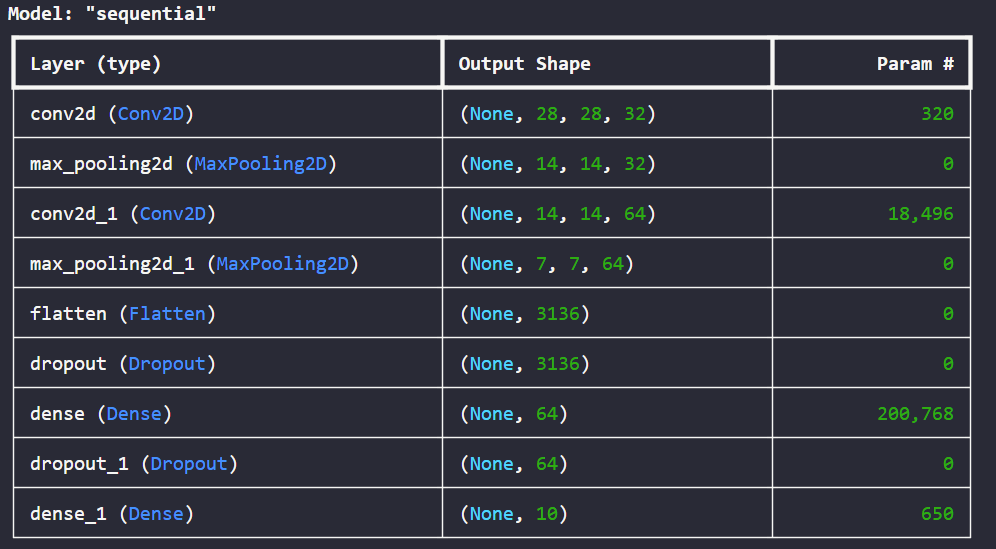 Model: "sequential"
Layer (type) Output Shape Param #
conv2d (Conv2D) (None, 28, 28, 32) 320
max_pooling2d (MaxPooling2D) (None, 14, 14, 32) 0
conv2d_1 (Conv2D) (None, 14, 14, 64) 18,496
max_pooling2d_1 (MaxPooling2D) (None, 7, 7, 64) 0
flatten (Flatten) (None, 3136) 0
dropout (Dropout) (None, 3136) 0
dense (Dense) (None, 64) 200,768
dropout_1 (Dropout) (None, 64) 0
dense_1 (Dense) (None, 10) 650